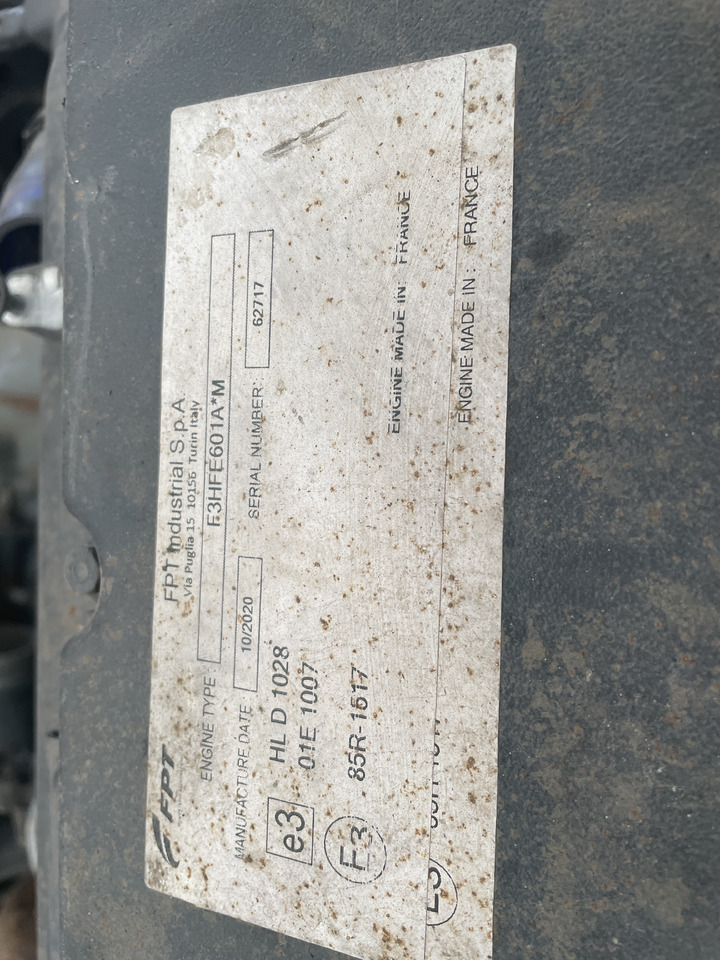 FPT
FPT Industrial S.p.A.
Via Puglia 15 10156 Turin Italy
ENGINE TYPE F3HFE601A*M
MANUFACTURE DATE 10/2020 SERIAL NUMBER: 62717
e3 HL D 1028
01E 1007
E3 85R-1517
ENGINE MADE IN: FRANCE
E3
ENGINE MADE IN: FRANCE